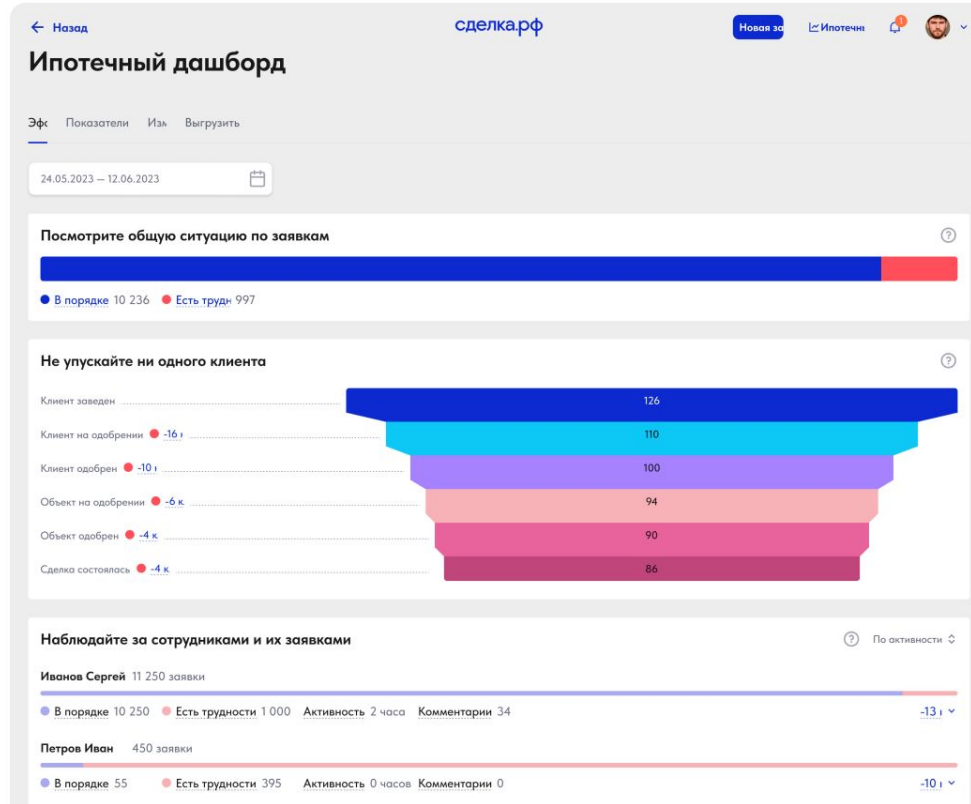 ← Назад
сделка.рф
Новая за
Ипотечн
1
Ипотечный дашборд
Эфс Показатели Изм Выгрузить
24.05.2023 — 12.06.2023
Посмотрите общую ситуацию по заявкам
В порядке 10 236 Есть трудн 997
Не упускайте ни одного клиента
Клиент заведен 126
Клиент на одобрении -16 110
Клиент одобрен -10 100
Объект на одобрении -6 к 94
Объект одобрен -4 к 90
Сделка состоялась -4 к 86
Наблюдайте за сотрудниками и их заявками
По активности
Иванов Сергей 11 250 заявки
В порядке 10 250 Есть трудности 1 000 Активность 2 часа Комментарии 34 -13
Петров Иван 450 заявки
В порядке 55 Есть трудности 395 Активность 0 часов Комментарии 0 -10